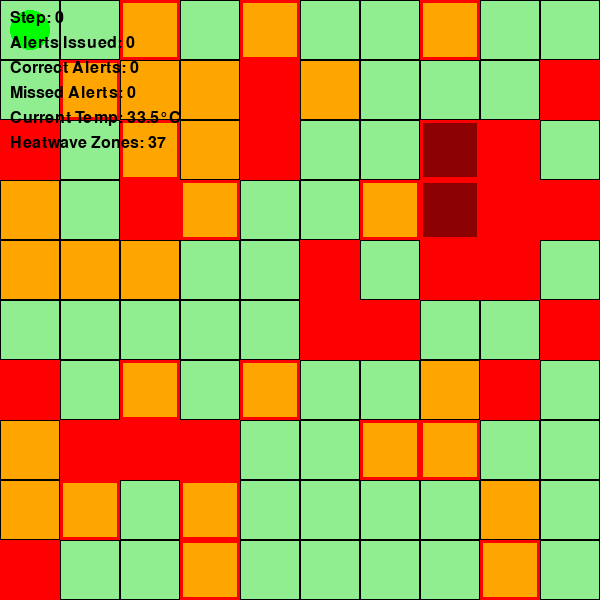 Step: 0
Alerts Issued: 0
Correct Alerts: 0
Missed Alerts: 0
Current Temp: 33.5°C
Heatwave Zones: 37